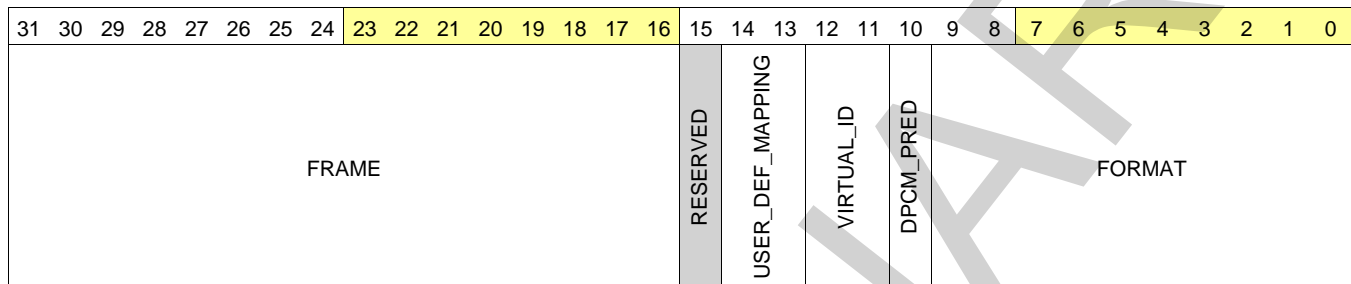 31 30 29 28 27 26 25 24 23 22 21 20 19 18 17 16 15 14 13 12 11 10 9 8 7 6 5 4 3 2 1 0
FRAME
RESERVED
USER_DEF_MAPPING
VIRTUAL_ID
DPCM_PRED
FORMAT